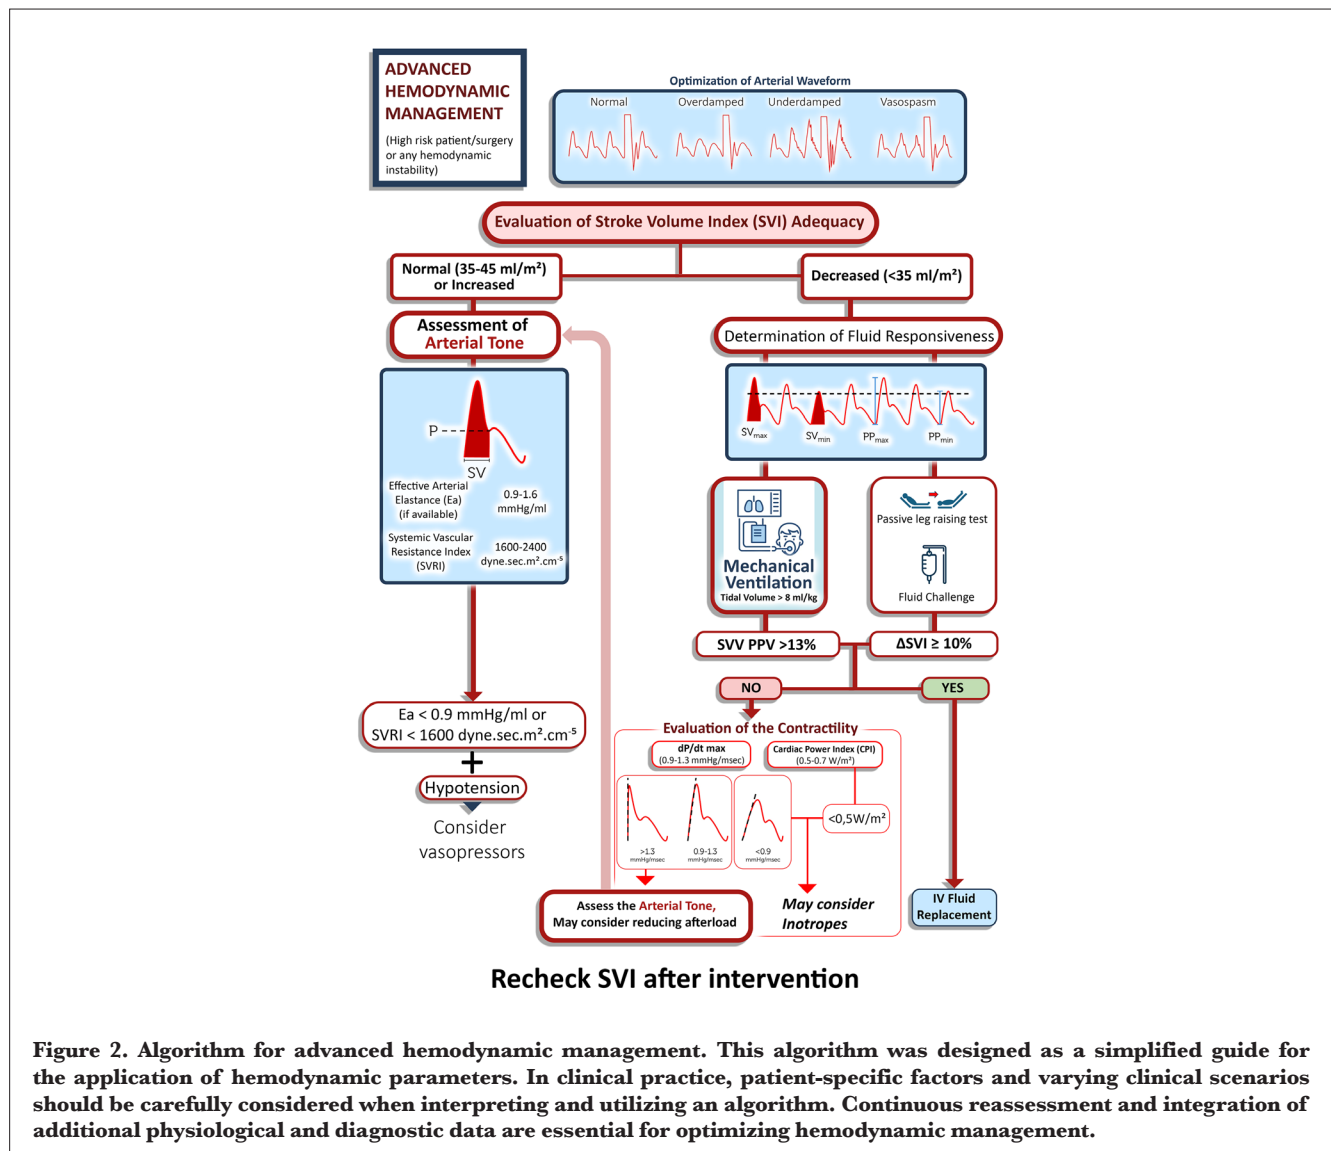 ADVANCED
HEMODYNAMIC
MANAGEMENT
(High risk patient/surgery
or any hemodynamic
instability)
Optimization of Arterial Waveform
Normal
Overdamped
Underdamped
Vasospasm
Evaluation of Stroke Volume Index (SVI) Adequacy
Normal (35-45 ml/m²)
or Increased
Decreased (<35 ml/m²)
Assessment of
Arterial Tone
Determination of Fluid Responsiveness
P
SV
Effective Arterial
Elastance (Ea)
(if available)
0.9-1.6
mmHg/ml
Systemic Vascular
Resistance Index
(SVRI)
1600-2400
dyne.sec.m².cm⁻⁵
SVmax
SVmin
PPmax
PPmin
Mechanical
Ventilation
Tidal Volume > 8 ml/kg
Passive leg raising test
Fluid Challenge
SVV PPV >13%
ΔSVI ≥ 10%
NO
YES
Ea < 0.9 mmHg/ml or
SVRI < 1600 dyne.sec.m².cm⁻⁵
+
Hypotension
Consider
vasopressors
Evaluation of the Contractility
dP/dt max
(0.9-1.3 mmHg/msec)
Cardiac Power Index (CPI)
(0.5-0.7 W/m²)
>1.3
mmHg/msec
0.9-1.3
mmHg/msec
<0.9
mmHg/msec
<0,5W/m²
Assess the Arterial Tone,
May consider reducing afterload
May consider
Inotropes
IV Fluid
Replacement
Recheck SVI after intervention
Figure 2. Algorithm for advanced hemodynamic management. This algorithm was designed as a simplified guide for
the application of hemodynamic parameters. In clinical practice, patient-specific factors and varying clinical scenarios
should be carefully considered when interpreting and utilizing an algorithm. Continuous reassessment and integration of
additional physiological and diagnostic data are essential for optimizing hemodynamic management.